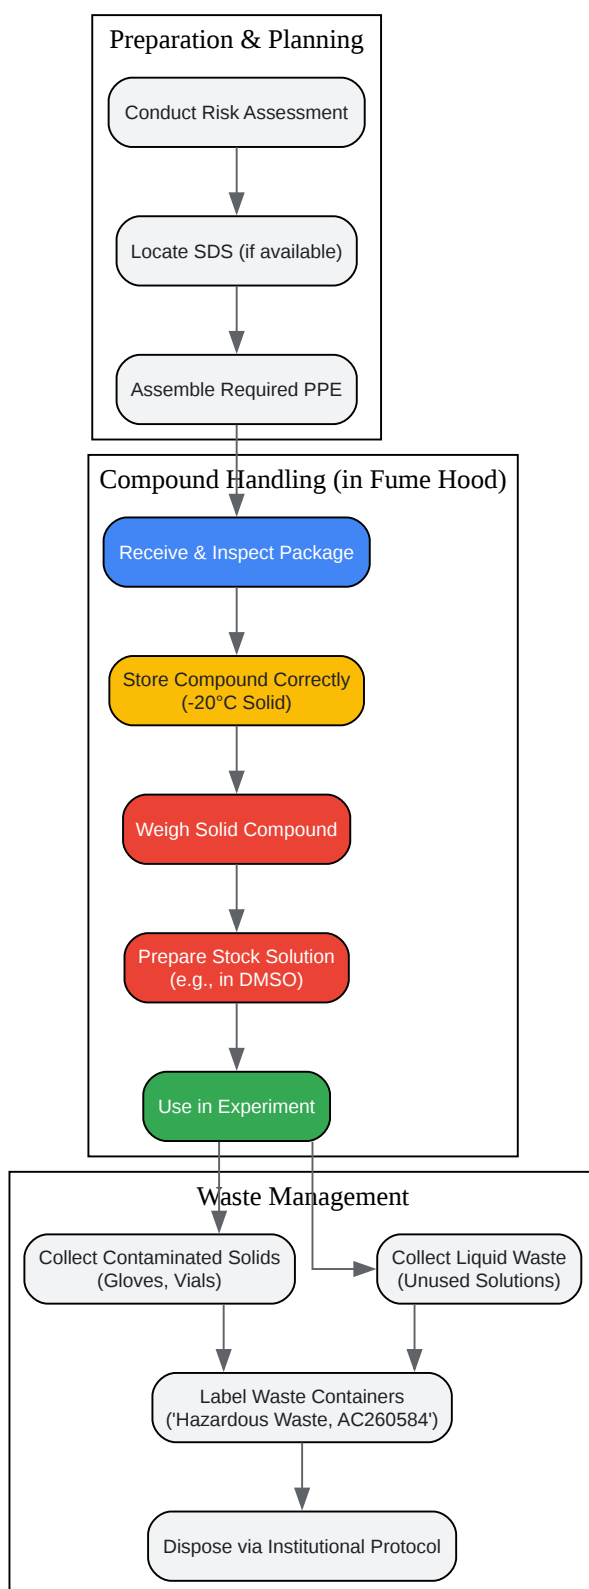 Preparation & Planning
Conduct Risk Assessment
Locate SDS (if available)
Assemble Required PPE
Compound Handling (in Fume Hood)
Receive & Inspect Package
Store Compound Correctly
(-20°C Solid)
Weigh Solid Compound
Prepare Stock Solution
(e.g., in DMSO)
Use in Experiment
Waste Management
Collect Contaminated Solids
(Gloves, Vials)
Collect Liquid Waste
(Unused Solutions)
Label Waste Containers
('Hazardous Waste, AC260584')
Dispose via Institutional Protocol